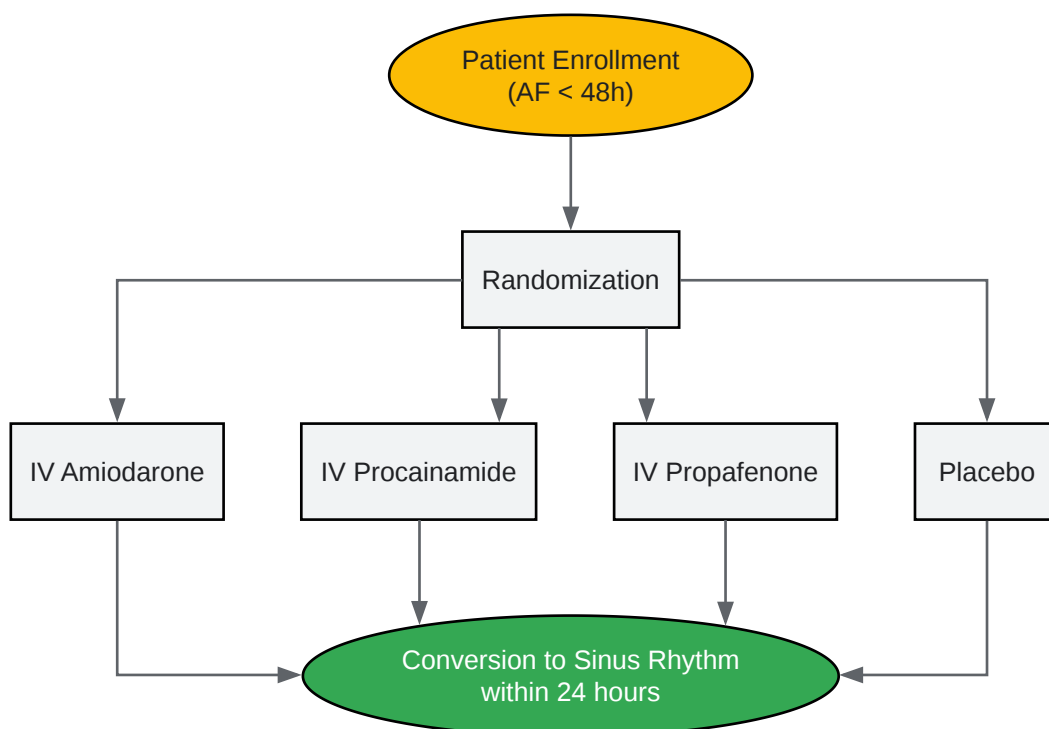 Patient Enrollment
(AF < 48h)
Randomization
IV Amiodarone
IV Procainamide
IV Propafenone
Placebo
Conversion to Sinus Rhythm
within 24 hours